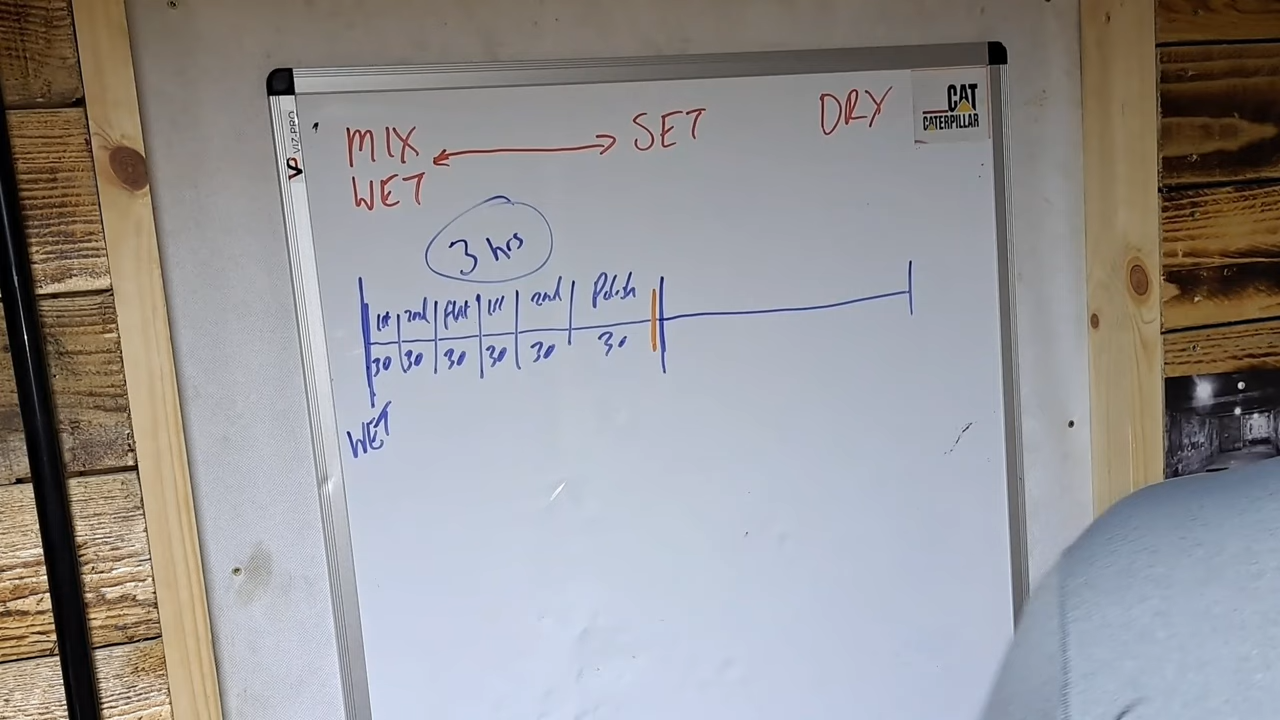 MIX SET DRY
WET
CAT
CATERPILLAR
VIZ-PRO
3 hrs
1st 2nd flat 1st 2nd Polish
30 30 30 30 30 30
WET